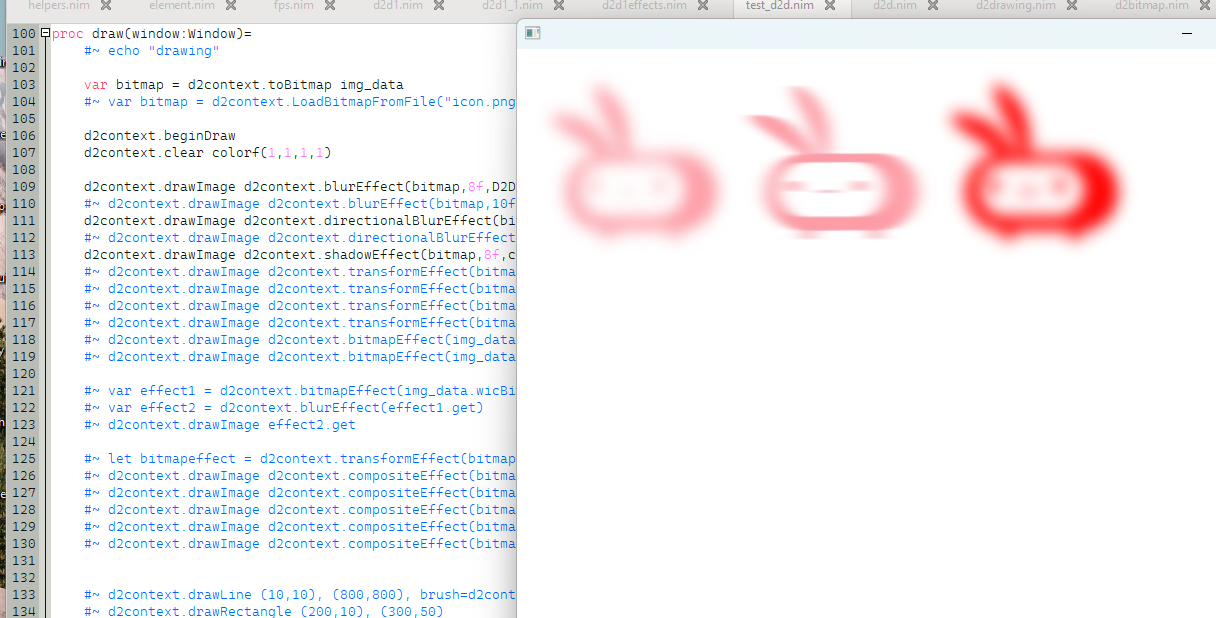 helpers.nim element.nim fps.nim d2d1.nim d2d1_1.nim d2d1effects.nim test_d2d.nim d2d.nim d2drawing.nim d2bitmap.nim
100 proc draw(window:Window)=
101 #~ echo "drawing"
102
103 var bitmap = d2context.toBitmap img_data
104 #~ var bitmap = d2context.LoadBitmapFromFile("icon.png
105
106 d2context.beginDraw
107 d2context.clear colorf(1,1,1,1)
108
109 d2context.drawImage d2context.blurEffect(bitmap,8f,D2D
110 #~ d2context.drawImage d2context.blurEffect(bitmap,10f
111 d2context.drawImage d2context.directionalBlurEffect(bi
112 #~ d2context.drawImage d2context.directionalBlurEffect
113 d2context.drawImage d2context.shadowEffect(bitmap,8f,c
114 #~ d2context.drawImage d2context.transformEffect(bitma
115 #~ d2context.drawImage d2context.transformEffect(bitma
116 #~ d2context.drawImage d2context.transformEffect(bitma
117 #~ d2context.drawImage d2context.transformEffect(bitma
118 #~ d2context.drawImage d2context.bitmapEffect(img_data
119 #~ d2context.drawImage d2context.bitmapEffect(img_data
120
121 #~ var effect1 = d2context.bitmapEffect(img_data.wicBi
122 #~ var effect2 = d2context.blurEffect(effect1.get)
123 #~ d2context.drawImage effect2.get
124
125 #~ let bitmapeffect = d2context.transformEffect(bitmap
126 #~ d2context.drawImage d2context.compositeEffect(bitma
127 #~ d2context.drawImage d2context.compositeEffect(bitma
128 #~ d2context.drawImage d2context.compositeEffect(bitma
129 #~ d2context.drawImage d2context.compositeEffect(bitma
130 #~ d2context.drawImage d2context.compositeEffect(bitma
131
132
133 #~ d2context.drawLine (10,10), (800,800), brush=d2cont
134 #~ d2context.drawRectangle (200,10), (300,50)